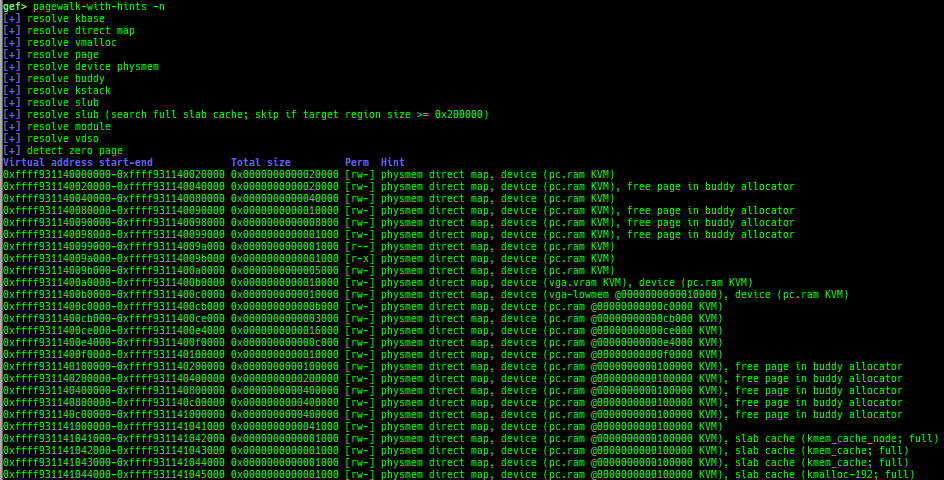 gef> pagewalk-with-hints -n
[+] resolve kbase
[+] resolve direct map
[+] resolve vmalloc
[+] resolve page
[+] resolve device physmem
[+] resolve buddy
[+] resolve kstack
[+] resolve slub
[+] resolve slub (search full slab cache; skip if target region size >= 0x200000)
[+] resolve module
[+] resolve vdso
[+] detect zero page
Virtual address start-end Total size Perm Hint
0xffff931140000000-0xffff931140020000 0x0000000000020000 [rw-] physmem direct map, device (pc.ram KVM)
0xffff931140020000-0xffff931140040000 0x0000000000020000 [rw-] physmem direct map, device (pc.ram KVM), free page in buddy allocator
0xffff931140040000-0xffff931140080000 0x0000000000040000 [rw-] physmem direct map, device (pc.ram KVM)
0xffff931140080000-0xffff931140090000 0x0000000000010000 [rw-] physmem direct map, device (pc.ram KVM), free page in buddy allocator
0xffff931140090000-0xffff931140098000 0x0000000000008000 [rw-] physmem direct map, device (pc.ram KVM), free page in buddy allocator
0xffff931140098000-0xffff931140099000 0x0000000000001000 [rw-] physmem direct map, device (pc.ram KVM), free page in buddy allocator
0xffff931140099000-0xffff93114009a000 0x0000000000001000 [r--] physmem direct map, device (pc.ram KVM)
0xffff93114009a000-0xffff93114009b000 0x0000000000001000 [r-x] physmem direct map, device (pc.ram KVM)
0xffff93114009b000-0xffff9311400a0000 0x0000000000005000 [rw-] physmem direct map, device (pc.ram KVM)
0xffff9311400a0000-0xffff9311400b0000 0x0000000000010000 [rw-] physmem direct map, device (vga.vram KVM), device (pc.ram KVM)
0xffff9311400b0000-0xffff9311400c0000 0x0000000000010000 [rw-] physmem direct map, device (vga-lowmem @0000000000010000), device (pc.ram KVM)
0xffff9311400c0000-0xffff9311400cb000 0x000000000000b000 [rw-] physmem direct map, device (pc.ram @00000000000c0000 KVM)
0xffff9311400cb000-0xffff9311400ce000 0x0000000000003000 [rw-] physmem direct map, device (pc.ram @00000000000cb000 KVM)
0xffff9311400ce000-0xffff9311400e4000 0x0000000000016000 [rw-] physmem direct map, device (pc.ram @00000000000ce000 KVM)
0xffff9311400e4000-0xffff9311400f0000 0x000000000000c000 [rw-] physmem direct map, device (pc.ram @00000000000e4000 KVM)
0xffff9311400f0000-0xffff931140100000 0x0000000000010000 [rw-] physmem direct map, device (pc.ram @00000000000f0000 KVM)
0xffff931140100000-0xffff931140200000 0x0000000000100000 [rw-] physmem direct map, device (pc.ram @0000000000100000 KVM), free page in buddy allocator
0xffff931140200000-0xffff931140400000 0x0000000000200000 [rw-] physmem direct map, device (pc.ram @0000000000100000 KVM), free page in buddy allocator
0xffff931140400000-0xffff931140800000 0x0000000000400000 [rw-] physmem direct map, device (pc.ram @0000000000100000 KVM), free page in buddy allocator
0xffff931140800000-0xffff931140c00000 0x0000000000400000 [rw-] physmem direct map, device (pc.ram @0000000000100000 KVM), free page in buddy allocator
0xffff931140c00000-0xffff931141000000 0x0000000000400000 [rw-] physmem direct map, device (pc.ram @0000000000100000 KVM), free page in buddy allocator
0xffff931141000000-0xffff931141041000 0x0000000000041000 [rw-] physmem direct map, device (pc.ram @0000000000100000 KVM)
0xffff931141041000-0xffff931141042000 0x0000000000001000 [rw-] physmem direct map, device (pc.ram @0000000000100000 KVM), slab cache (kmem_cache_node; full)
0xffff931141042000-0xffff931141043000 0x0000000000001000 [rw-] physmem direct map, device (pc.ram @0000000000100000 KVM), slab cache (kmem_cache; full)
0xffff931141043000-0xffff931141044000 0x0000000000001000 [rw-] physmem direct map, device (pc.ram @0000000000100000 KVM), slab cache (kmem_cache; full)
0xffff931141044000-0xffff931141045000 0x0000000000001000 [rw-] physmem direct map, device (pc.ram @0000000000100000 KVM), slab cache (kmalloc-192; full)